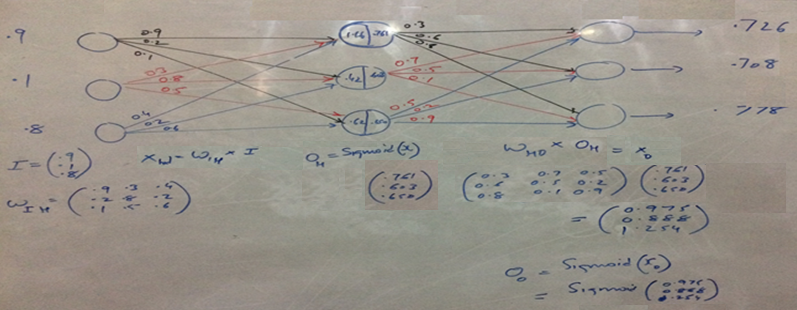 .9 0.9 0.2 0.1 1.16 .761 0.3 0.6 0.8 .726
.1 0.3 0.8 0.5 .42 0.7 0.5 0.1 .708
.8 0.4 0.2 0.6 .62 0.5 0.2 0.9 .778
I = (.9 .1 .8)
X_H = W_IH × I
O_H = Sigmoid(x)
(.761 .603 .650)
W_HO × O_H = X_O
W_IH = (.9 .3 .4
.2 .8 .2
.1 .5 .6)
(0.3 0.7 0.5
0.6 0.5 0.2
0.8 0.1 0.9) (.761 .603 .650)
= (0.975 0.888 1.254)
O_O = Sigmoid(X_O)
= Sigmoid (0.975 0.888 1.254)